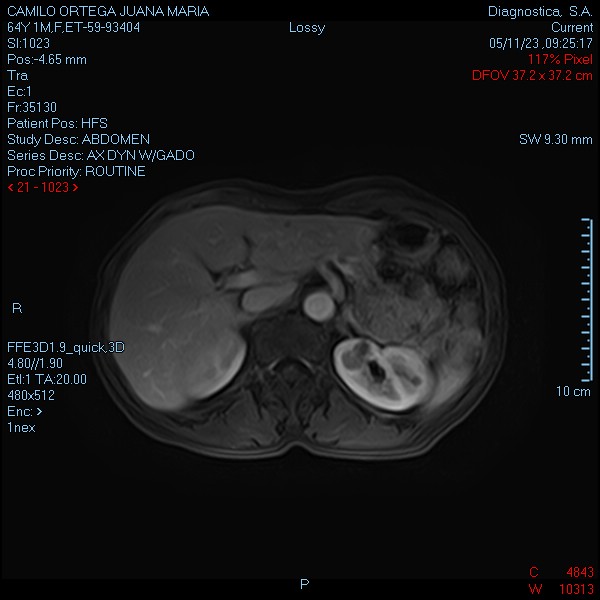 CAMILO ORTEGA JUANA MARIA
64Y 1M,F,ET-59-93404
SI:1023
Pos:-4.65 mm
Tra
Ec:1
Fr:35130
Patient Pos: HFS
Study Desc: ABDOMEN
Series Desc: AX DYN W/GADO
Proc Priority: ROUTINE
< 21 - 1023 >
Lossy
Diagnostica, S.A.
Current
05/11/23 ,09:25:17
117% Pixel
DFOV 37.2 x 37.2 cm
SW 9.30 mm
R
FFE3D1.9_quick,3D
4.80//1.90
Etl:1 TA:20.00
480x512
Enc: >
1nex
10 cm
P
C 4843
W 10313